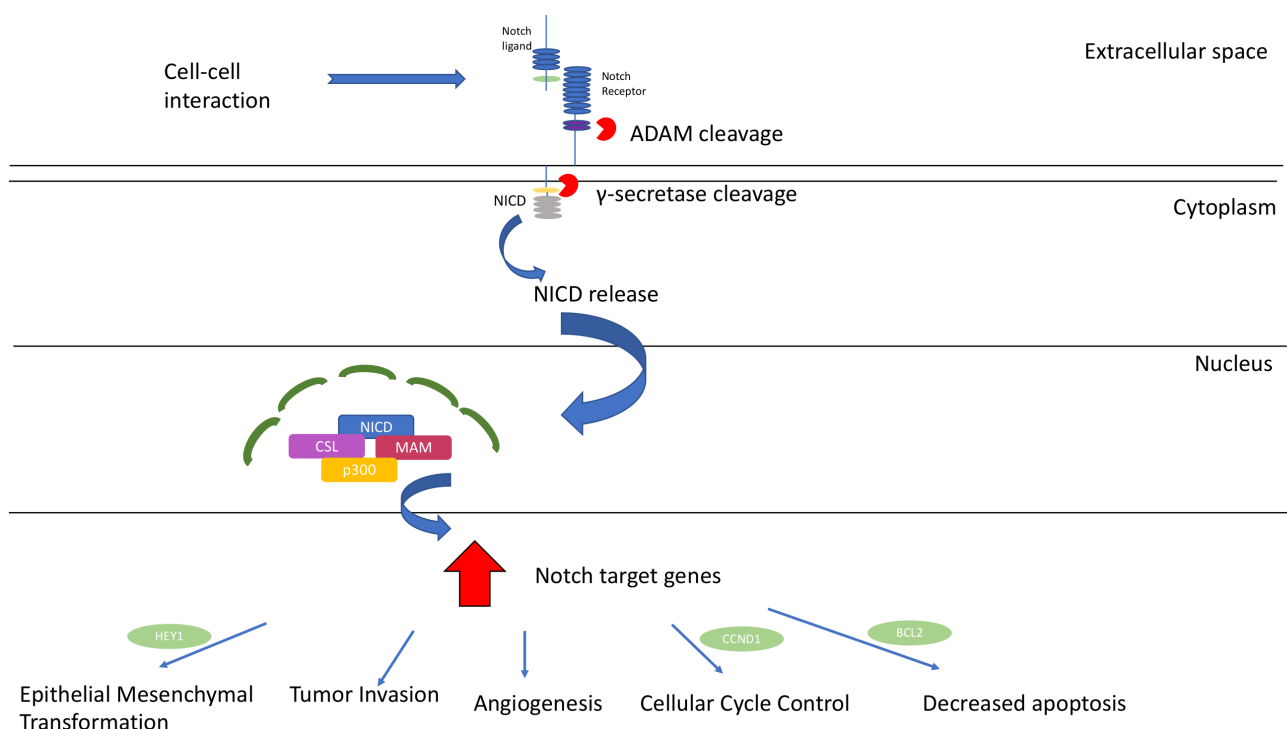 Notch
ligand
Extracellular space
Cell-cell
interaction
Notch
Receptor
ADAM cleavage
γ-secretase cleavage
NICD
Cytoplasm
NICD release
Nucleus
NICD
CSL
MAM
p300
Notch target genes
HEY1
CCND1
BCL2
Epithelial Mesenchymal
Transformation
Tumor Invasion
Angiogenesis
Cellular Cycle Control
Decreased apoptosis